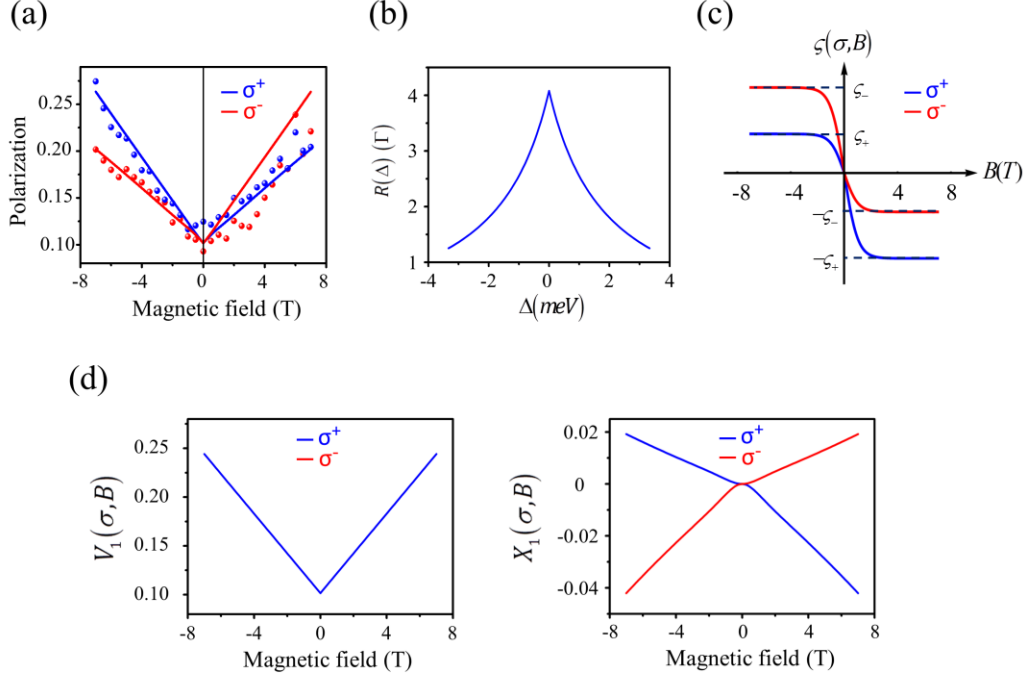 (a)
Polarization
0.25
0.20
0.15
0.10
σ+
σ-
-8 -4 0 4 8
Magnetic field (T)
(b)
R(Δ) (Γ)
4
3
2
1
-4 -2 0 2 4
Δ(meV)
(c)
ς(σ,B)
σ+
σ-
ς-
ς+
-8 -4 4 8
B(T)
-ς-
-ς+
(d)
V1(σ,B)
0.25
0.20
0.15
0.10
σ+
σ-
-8 -4 0 4 8
Magnetic field (T)
X1(σ,B)
0.02
0
-0.02
-0.04
σ+
σ-
-8 -4 0 4 8
Magnetic field (T)